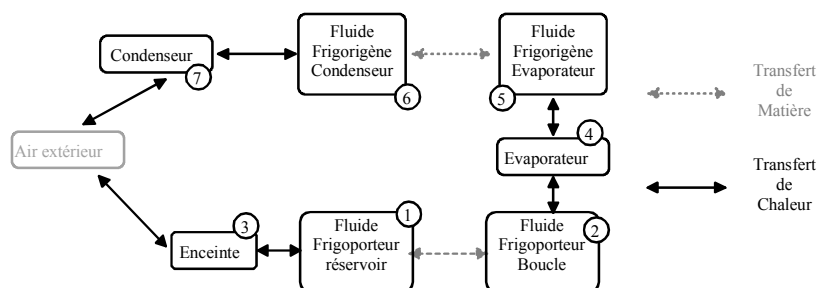 Condenseur
7
Fluide
Frigorigène
Condenseur
6
Fluide
Frigorigène
Evaporateur
5
Transfert
de
Matière
4
Evaporateur
Air extérieur
Transfert
de
Chaleur
3
Enceinte
1
Fluide
Frigoporteur
réservoir
2
Fluide
Frigoporteur
Boucle